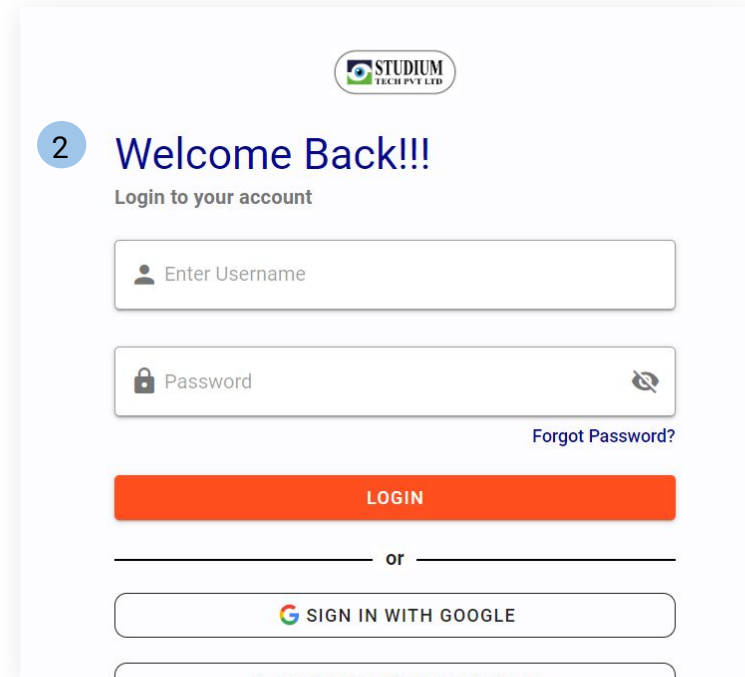 STUDIUM
TECH PVT LTD
2
Welcome Back!!!
Login to your account
Enter Username
Password
Forgot Password?
LOGIN
or
SIGN IN WITH GOOGLE